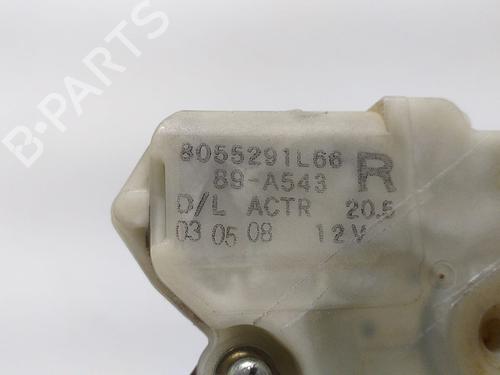 B-PARTS
8055291L66
89-A543 R
D/L ACTR 20.5
03 05 08 12V